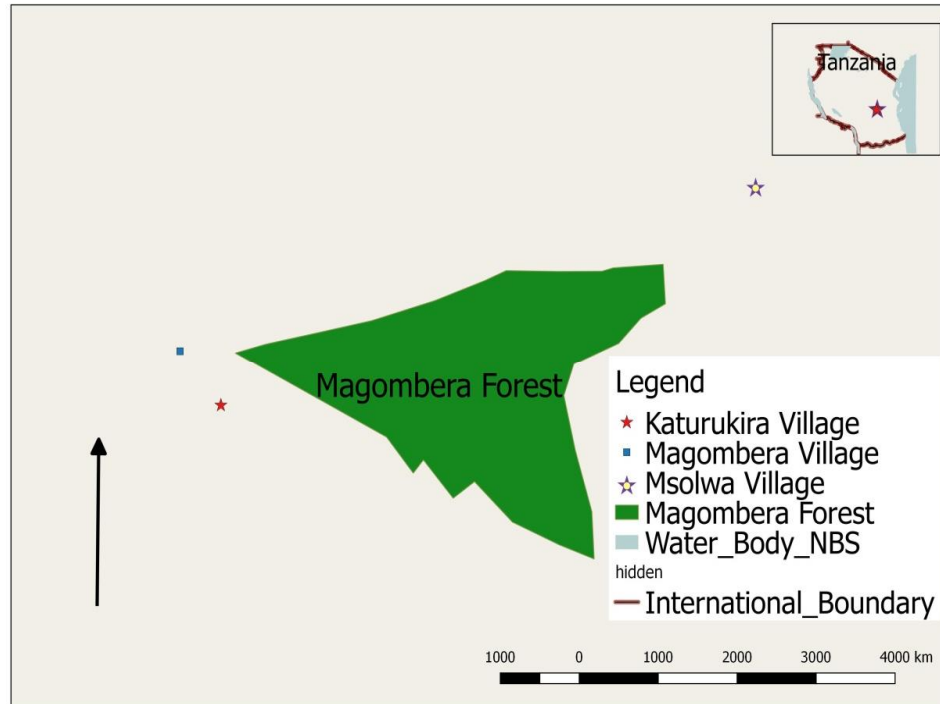 Tanzania
Magombera Forest
Legend
Katurukira Village
Magombera Village
Msolwa Village
Magombera Forest
Water_Body_NBS
hidden
International_Boundary
1000 0 1000 2000 3000 4000 km